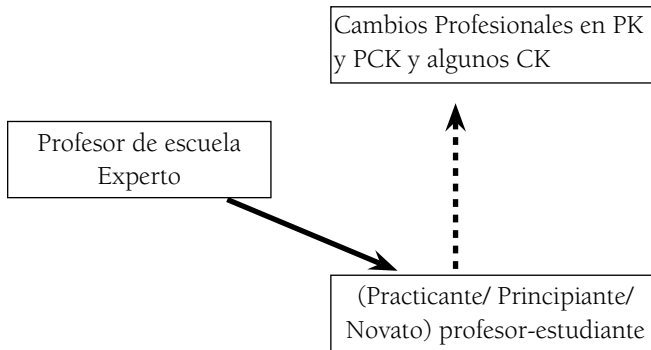 Cambios Profesionales en PK
y PCK y algunos CK
Profesor de escuela
Experto
(Practicante/ Principiante/
Novato) profesor-estudiante